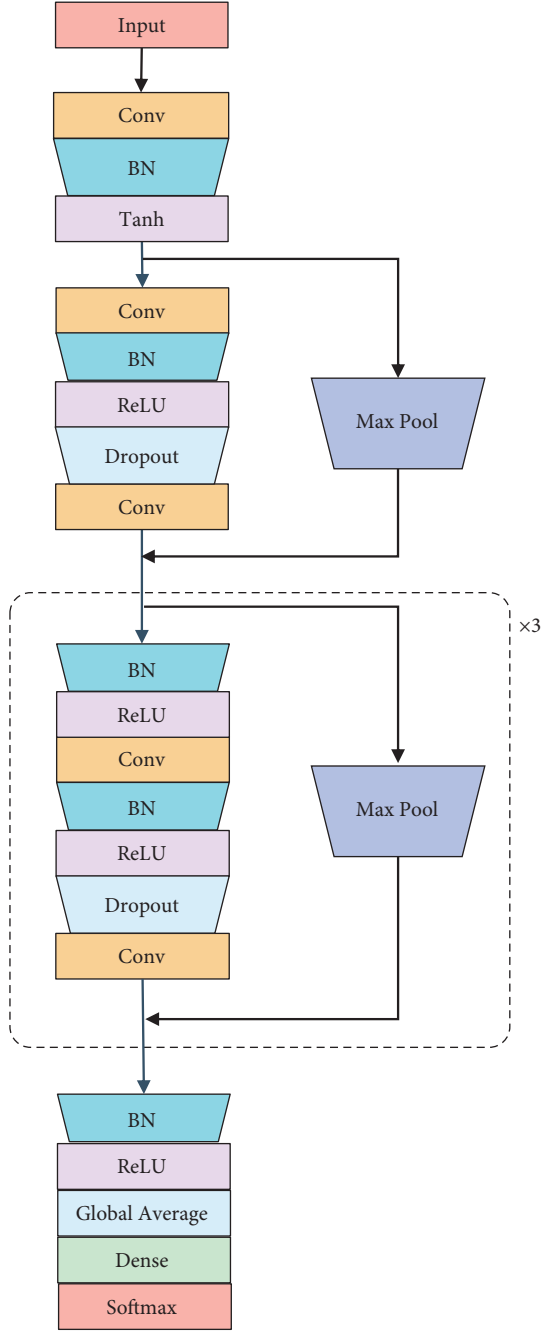 Input
Conv
BN
Tanh
Conv
BN
ReLU
Dropout
Conv
Max Pool
×3
BN
ReLU
Conv
BN
ReLU
Dropout
Conv
Max Pool
BN
ReLU
Global Average
Dense
Softmax